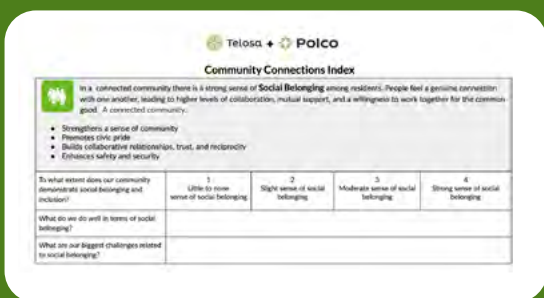 Telosa + Polco
Community Connections Index
In a connected community there is a strong sense of Social Belonging among residents. People feel a genuine connection
with one another, leading to higher levels of collaboration, mutual support, and a willingness to work together for the common
good. A connected community.
• Strengthens a sense of community
• Promotes civic pride
• Builds collaborative relationships, trust, and reciprocity
• Enhances safety and security
To what extent does our community
demonstrate social belonging and
inclusion?
1
Little to none
sense of social belonging
2
Slight sense of social
belonging
3
Moderate sense of social
belonging
4
Strong sense of social
belonging
What do we do well in terms of social
belonging?
What are our biggest challenges related
to social belonging?